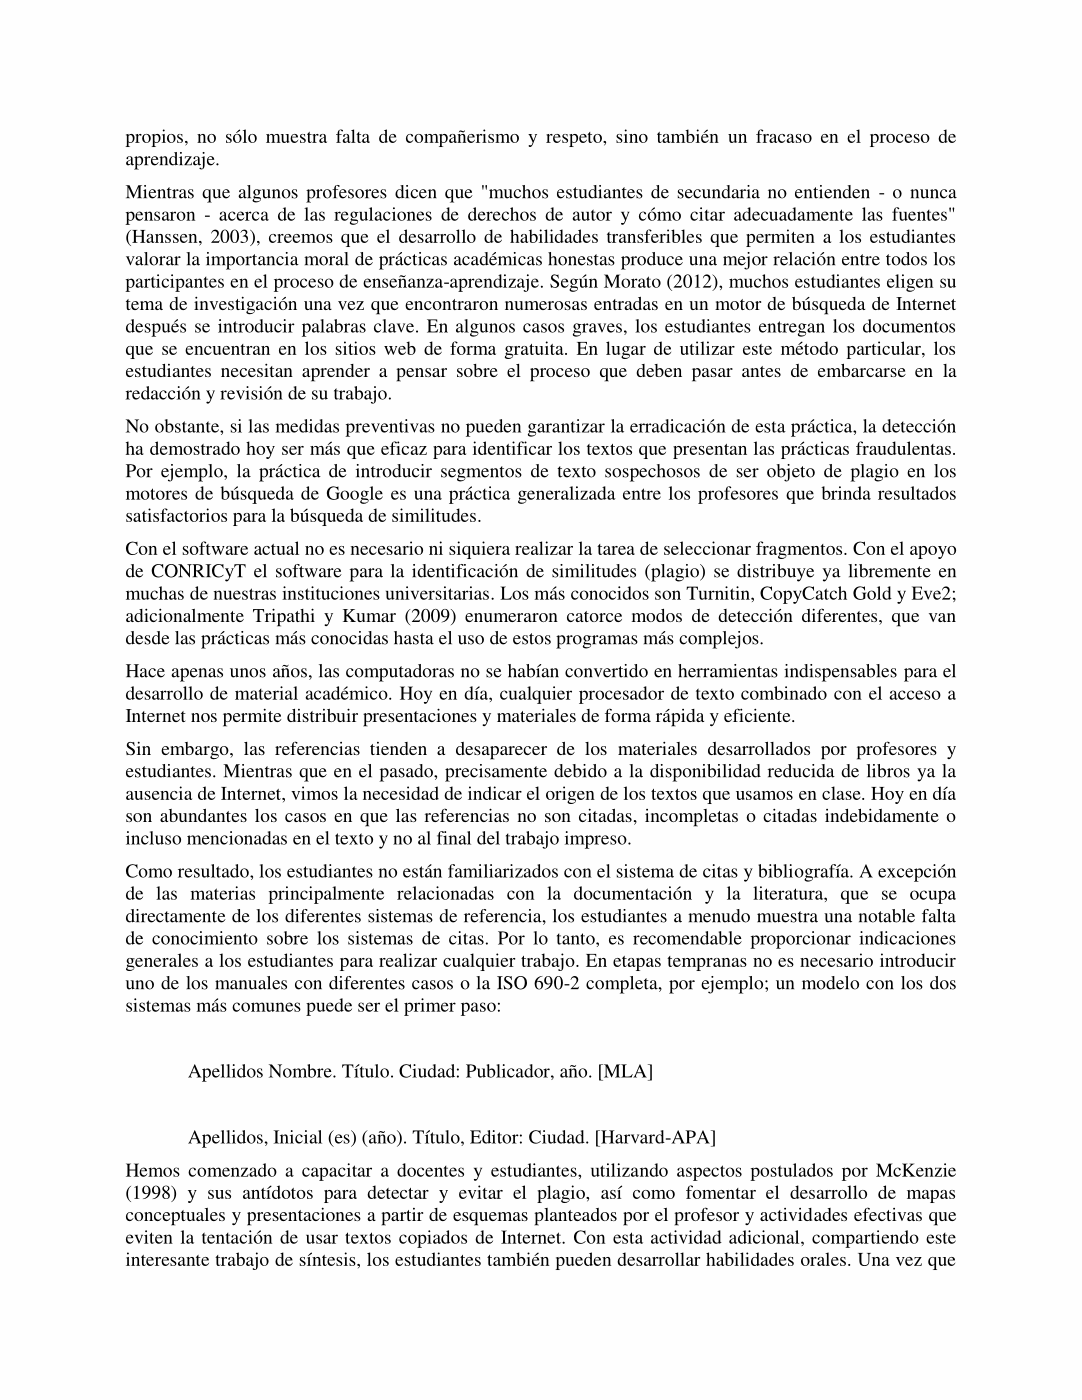 propios, no sólo muestra falta de compañerismo y respeto, sino también un fracaso en el proceso de
aprendizaje.
Mientras que algunos profesores dicen que "muchos estudiantes de secundaria no entienden - o nunca
pensaron - acerca de las regulaciones de derechos de autor y cómo citar adecuadamente las fuentes"
(Hanssen, 2003), creemos que el desarrollo de habilidades transferibles que permiten a los estudiantes
valorar la importancia moral de prácticas académicas honestas produce una mejor relación entre todos los
participantes en el proceso de enseñanza-aprendizaje. Según Morato (2012), muchos estudiantes eligen su
tema de investigación una vez que encontraron numerosas entradas en un motor de búsqueda de Internet
después se introducir palabras clave. En algunos casos graves, los estudiantes entregan los documentos
que se encuentran en los sitios web de forma gratuita. En lugar de utilizar este método particular, los
estudiantes necesitan aprender a pensar sobre el proceso que deben pasar antes de embarcarse en la
redacción y revisión de su trabajo.
No obstante, si las medidas preventivas no pueden garantizar la erradicación de esta práctica, la detección
ha demostrado hoy ser más que eficaz para identificar los textos que presentan las prácticas fraudulentas.
Por ejemplo, la práctica de introducir segmentos de texto sospechosos de ser objeto de plagio en los
motores de búsqueda de Google es una práctica generalizada entre los profesores que brinda resultados
satisfactorios para la búsqueda de similitudes.
Con el software actual no es necesario ni siquiera realizar la tarea de seleccionar fragmentos. Con el apoyo
de CONRICyT el software para la identificación de similitudes (plagio) se distribuye ya libremente en
muchas de nuestras instituciones universitarias. Los más conocidos son Turnitin, CopyCatch Gold y Eve2;
adicionalmente Tripathi y Kumar (2009) enumeraron catorce modos de detección diferentes, que van
desde las prácticas más conocidas hasta el uso de estos programas más complejos.
Hace apenas unos años, las computadoras no se habían convertido en herramientas indispensables para el
desarrollo de material académico. Hoy en día, cualquier procesador de texto combinado con el acceso a
Internet nos permite distribuir presentaciones y materiales de forma rápida y eficiente.
Sin embargo, las referencias tienden a desaparecer de los materiales desarrollados por profesores y
estudiantes. Mientras que en el pasado, precisamente debido a la disponibilidad reducida de libros ya la
ausencia de Internet, vimos la necesidad de indicar el origen de los textos que usamos en clase. Hoy en día
son abundantes los casos en que las referencias no son citadas, incompletas o citadas indebidamente o
incluso mencionadas en el texto y no al final del trabajo impreso.
Como resultado, los estudiantes no están familiarizados con el sistema de citas y bibliografía. A excepción
de las materias principalmente relacionadas con la documentación y la literatura, que se ocupa
directamente de los diferentes sistemas de referencia, los estudiantes a menudo muestra una notable falta
de conocimiento sobre los sistemas de citas. Por lo tanto, es recomendable proporcionar indicaciones
generales a los estudiantes para realizar cualquier trabajo. En etapas tempranas no es necesario introducir
uno de los manuales con diferentes casos o la ISO 690-2 completa, por ejemplo; un modelo con los dos
sistemas más comunes puede ser el primer paso:
Apellidos Nombre. Título. Ciudad: Publicador, año. [MLA]
Apellidos, Inicial (es) (año). Título, Editor: Ciudad. [Harvard-APA]
Hemos comenzado a capacitar a docentes y estudiantes, utilizando aspectos postulados por McKenzie
(1998) y sus antídotos para detectar y evitar el plagio, así como fomentar el desarrollo de mapas
conceptuales y presentaciones a partir de esquemas planteados por el profesor y actividades efectivas que
eviten la tentación de usar textos copiados de Internet. Con esta actividad adicional, compartiendo este
interesante trabajo de síntesis, los estudiantes también pueden desarrollar habilidades orales. Una vez que